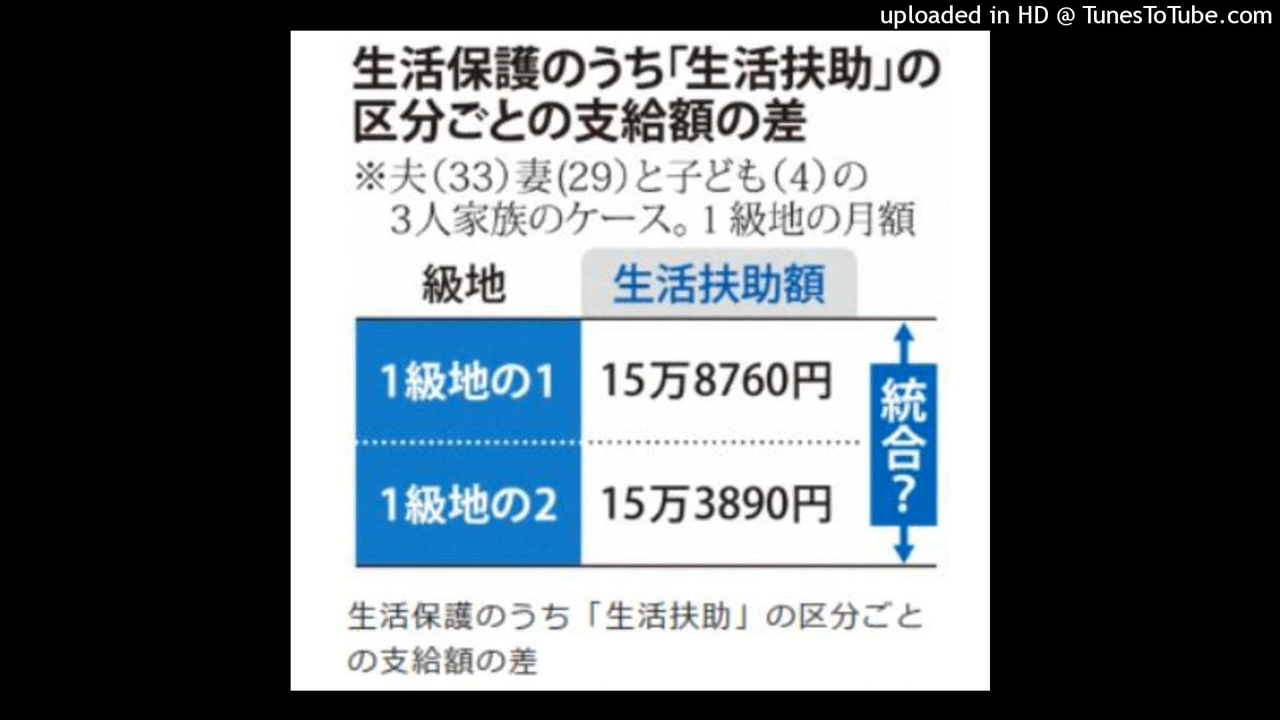 uploaded in HD @ TunesToTube.com
生活保護のうち「生活扶助」の
区分ごとの支給額の差
※夫(33)妻(29)と子ども(4)の
3人家族のケース。1級地の月額
級地 生活扶助額
1級地の1 15万8760円
統合?
1級地の2 15万3890円
生活保護のうち「生活扶助」の区分ごと
の支給額の差